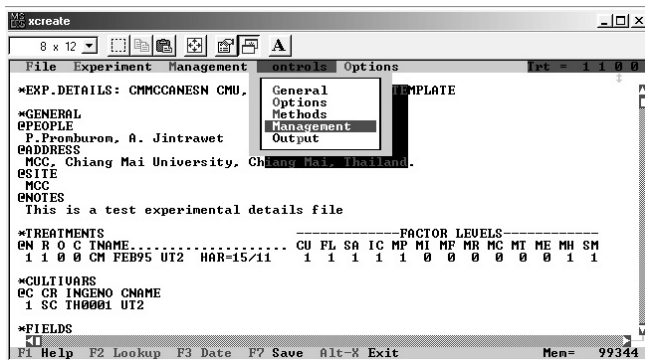 MS DOS xcreate
8 x 12 A
File Experiment Management ontrols Options Trt = 1 1 0 0
*EXP.DETAILS: CMMCCANESN CMU, EMPLATE
General
Options
Methods
Management
Output
*GENERAL
@PEOPLE
P.Promburom, A. Jintrawet
@ADDRESS
MCC, Chiang Mai University, Chiang Mai, Thailand.
@SITE
MCC
@NOTES
This is a test experimental details file
*TREATMENTS -------------FACTOR LEVELS------------
@N R O C TNAME.................... CU FL SA IC MP MI MF MR MC MT ME MH SM
1 1 0 0 CM FEB95 UT2 HAR=15/11 1 1 1 1 1 0 0 0 0 0 0 1 1
*CULTIVARS
@C CR INGENO CNAME
1 SC TH0001 UT2
*FIELDS
F1 Help F2 Lookup F3 Date F7 Save Alt-X Exit Mem= 99344